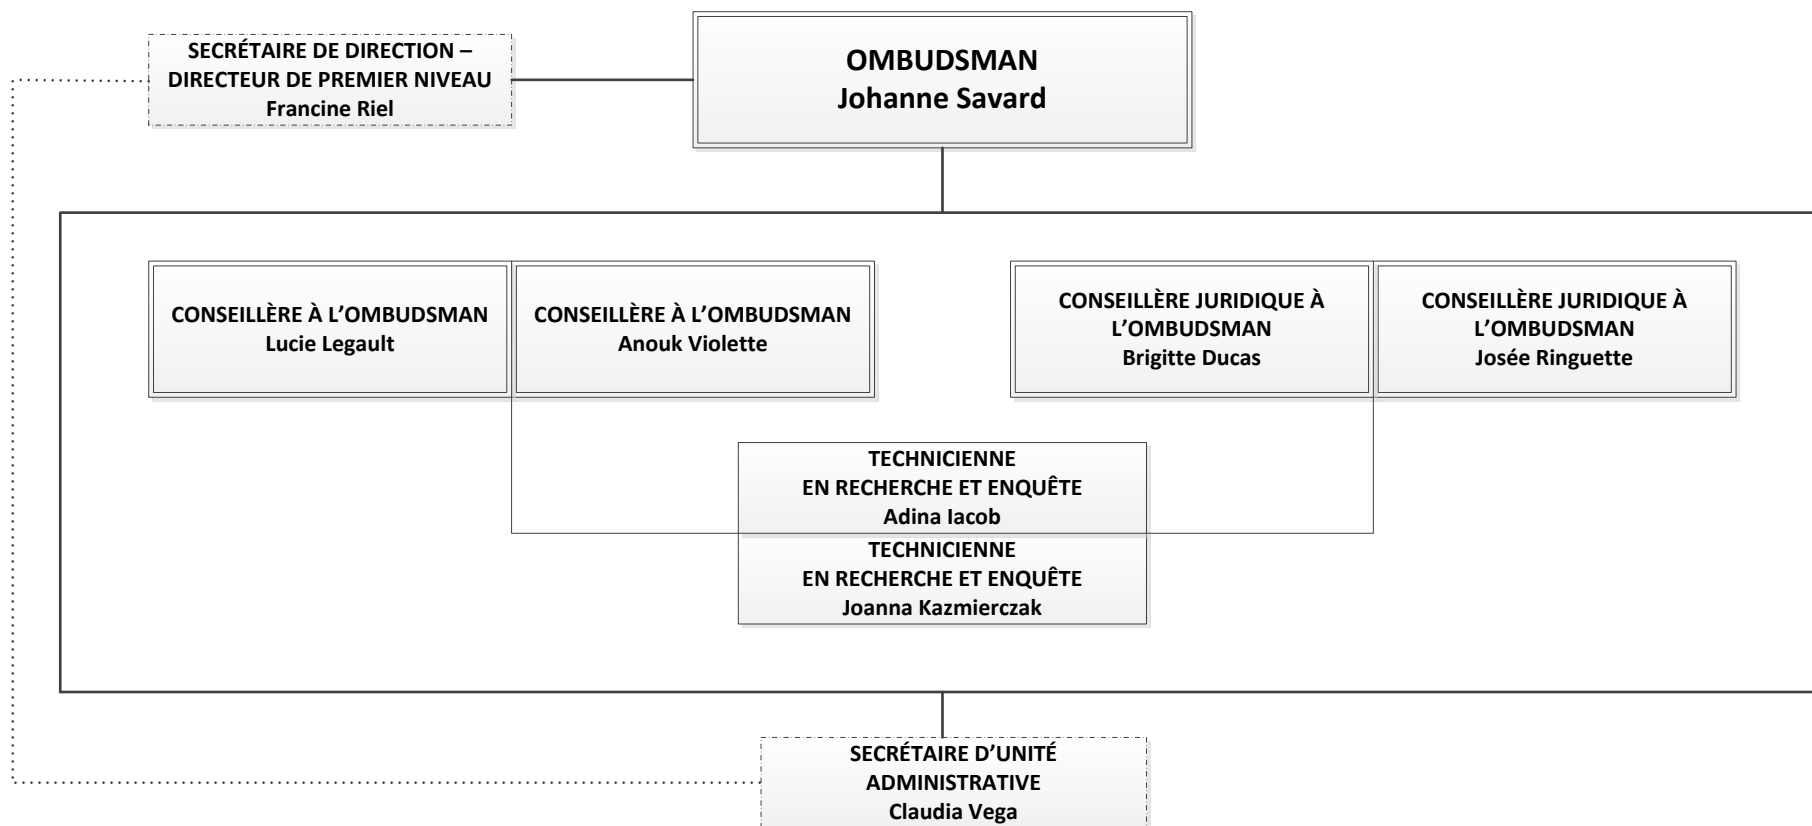 SECRÉTAIRE DE DIRECTION –
DIRECTEUR DE PREMIER NIVEAU
Francine Riel
OMBUDSMAN
Johanne Savard
CONSEILLÈRE À L’OMBUDSMAN
Lucie Legault
CONSEILLÈRE À L’OMBUDSMAN
Anouk Violette
CONSEILLÈRE JURIDIQUE À
L’OMBUDSMAN
Brigitte Ducas
CONSEILLÈRE JURIDIQUE À
L’OMBUDSMAN
Josée Ringuette
TECHNICIENNE
EN RECHERCHE ET ENQUÊTE
Adina Iacob
TECHNICIENNE
EN RECHERCHE ET ENQUÊTE
Joanna Kazmierczak
SECRÉTAIRE D’UNITÉ
ADMINISTRATIVE
Claudia Vega